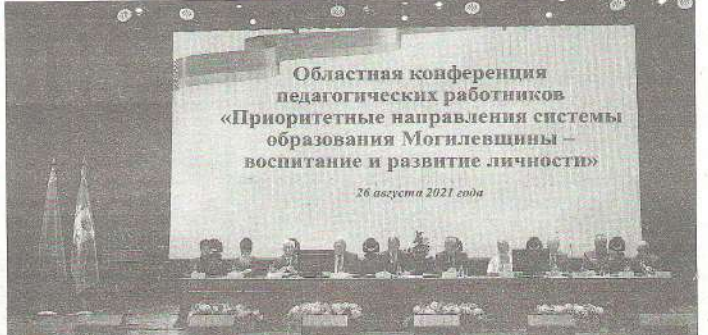 Областная конференция
педагогических работников
«Приоритетные направления системы
образования Могилевщины –
воспитание и развитие личности»
26 августа 2021 года